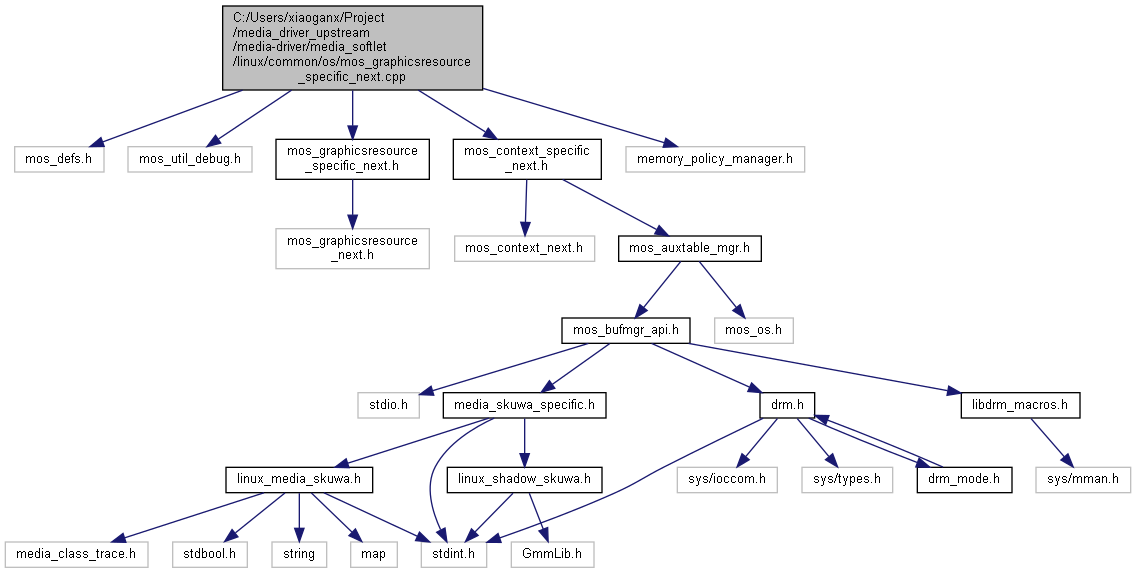 C:/Users/xiaoganx/Project
/media_driver_upstream
/media-driver/media_softlet
/linux/common/os/mos_graphicsresource
_specific_next.cpp
mos_defs.h
mos_util_debug.h
mos_graphicsresource
_specific_next.h
mos_context_specific
_next.h
memory_policy_manager.h
mos_graphicsresource
_next.h
mos_context_next.h
mos_auxtable_mgr.h
mos_bufmgr_api.h
mos_os.h
stdio.h
media_skuwa_specific.h
drm.h
libdrm_macros.h
linux_media_skuwa.h
linux_shadow_skuwa.h
sys/ioccom.h
sys/types.h
drm_mode.h
sys/mman.h
media_class_trace.h
stdbool.h
string
map
stdint.h
GmmLib.h